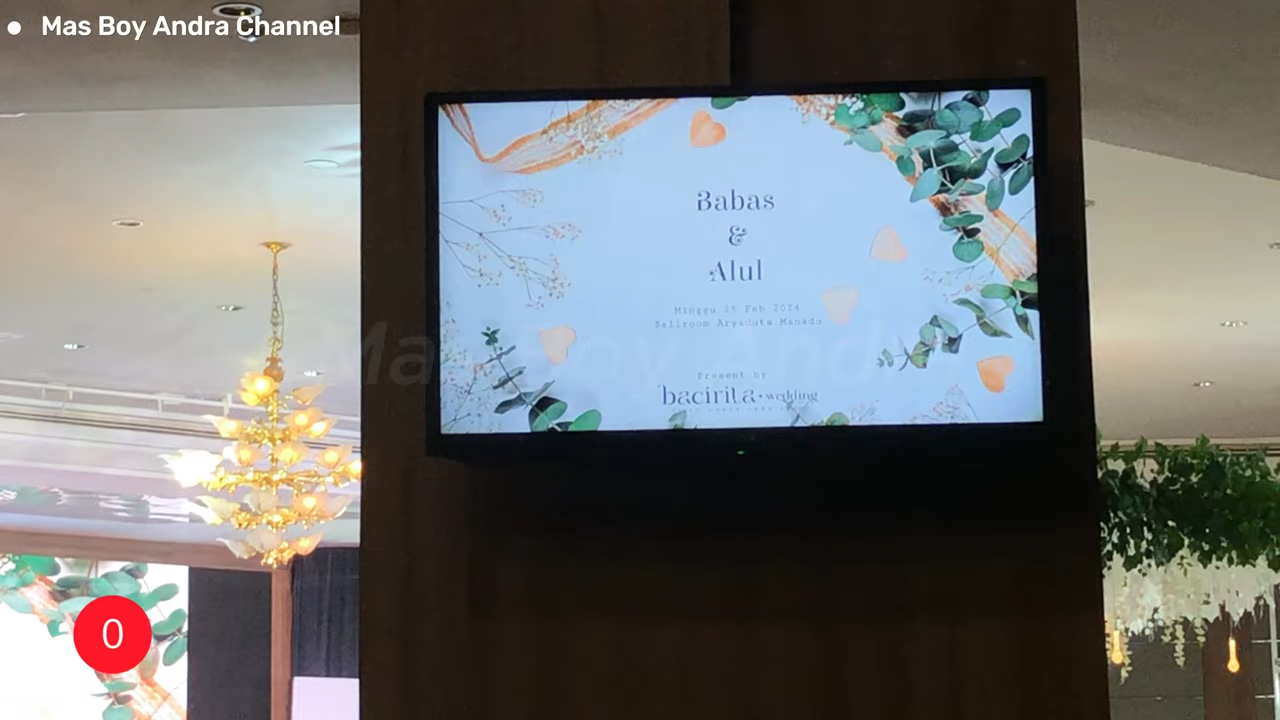 Mas Boy Andra Channel
Babas
&
Alul
Minggu 25 Feb 2024
Ballroom Aryaduta Manado
Present by
bacirita • wedding
0